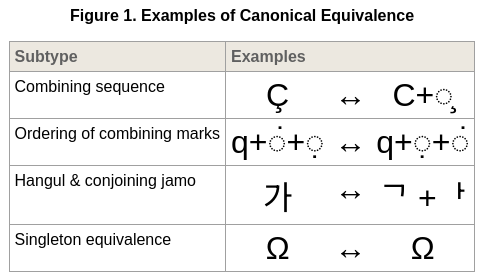 Figure 1. Examples of Canonical Equivalence
Subtype Examples
Combining sequence Ç ↔ C+◌̧
Ordering of combining marks q+◌̇+◌̣ ↔ q+◌̣+◌̇
Hangul & conjoining jamo 가 ↔ ᄀ + ᅡ
Singleton equivalence Ω ↔ Ω